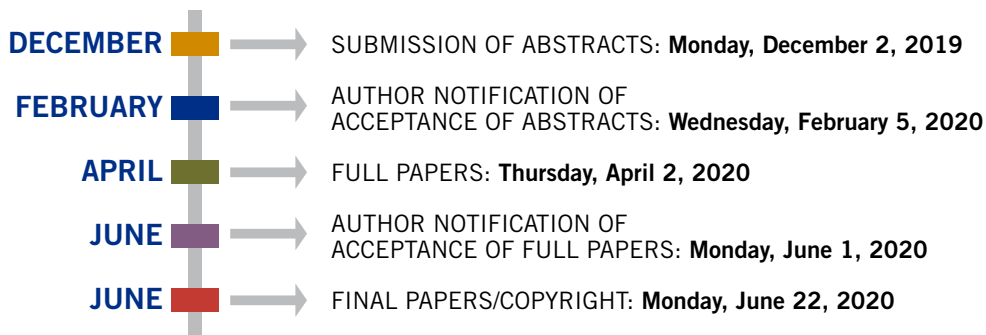 DECEMBER
SUBMISSION OF ABSTRACTS: Monday, December 2, 2019
FEBRUARY
AUTHOR NOTIFICATION OF
ACCEPTANCE OF ABSTRACTS: Wednesday, February 5, 2020
APRIL
FULL PAPERS: Thursday, April 2, 2020
JUNE
AUTHOR NOTIFICATION OF
ACCEPTANCE OF FULL PAPERS: Monday, June 1, 2020
JUNE
FINAL PAPERS/COPYRIGHT: Monday, June 22, 2020